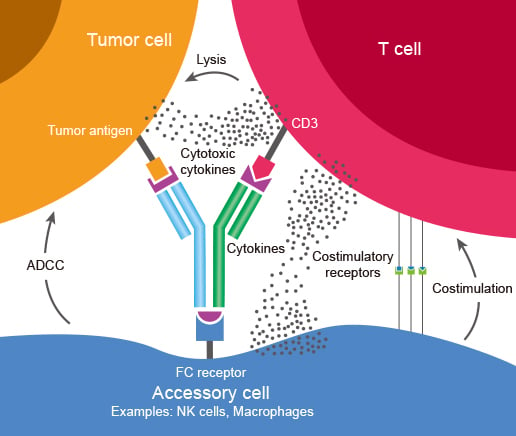 Tumor cell
T cell
Lysis
Tumor antigen
CD3
Cytotoxic
cytokines
Cytokines
Costimulatory
receptors
ADCC
Costimulation
FC receptor
Accessory cell
Examples: NK cells, Macrophages